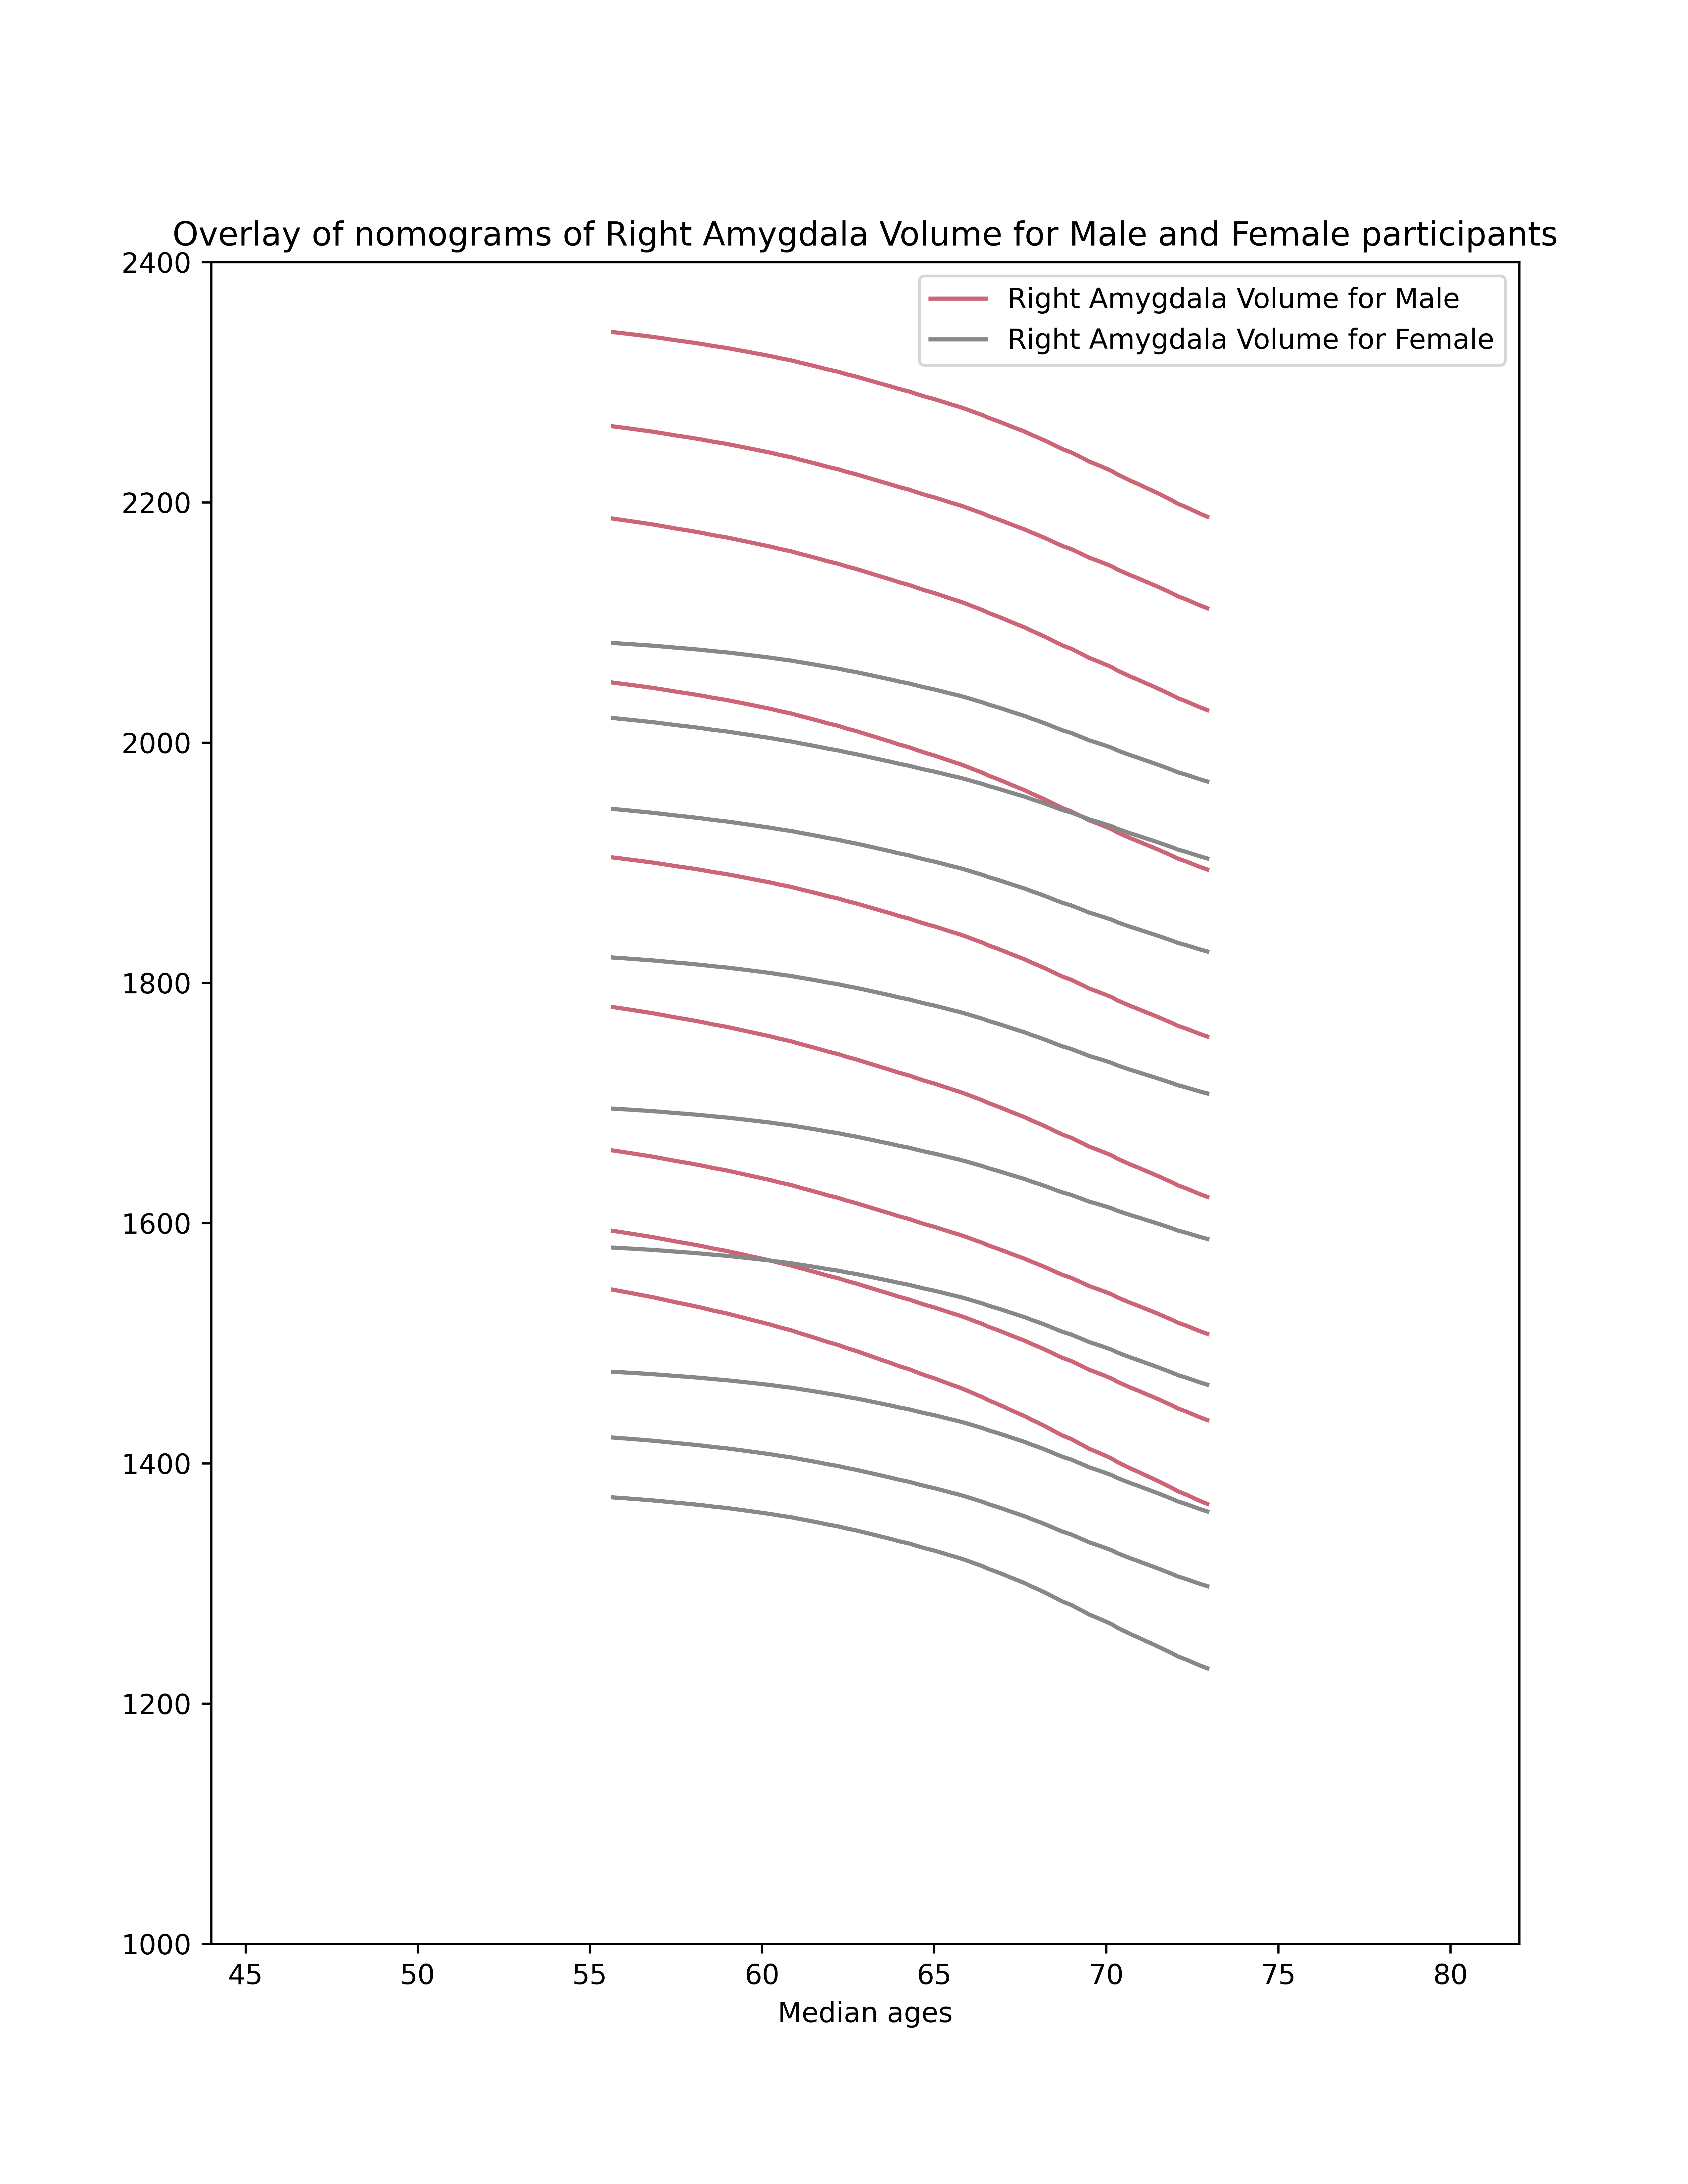 Overlay of nomograms of Right Amygdala Volume for Male and Female participants
2400
Right Amygdala Volume for Male
Right Amygdala Volume for Female
2200
2000
1800
1600
1400
1200
1000
45 50 55 60 65 70 75 80
Median ages